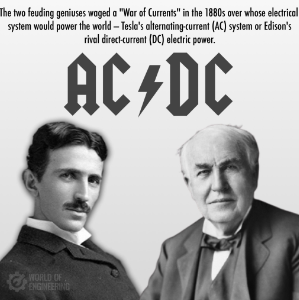 The two feuding geniuses waged a "War of Currents" in the 1880s over whose electrical
system would power the world – Tesla's alternating-current (AC) system or Edison's
rival direct-current (DC) electric power.
AC⚡DC
WORLD OF
ENGINEERING